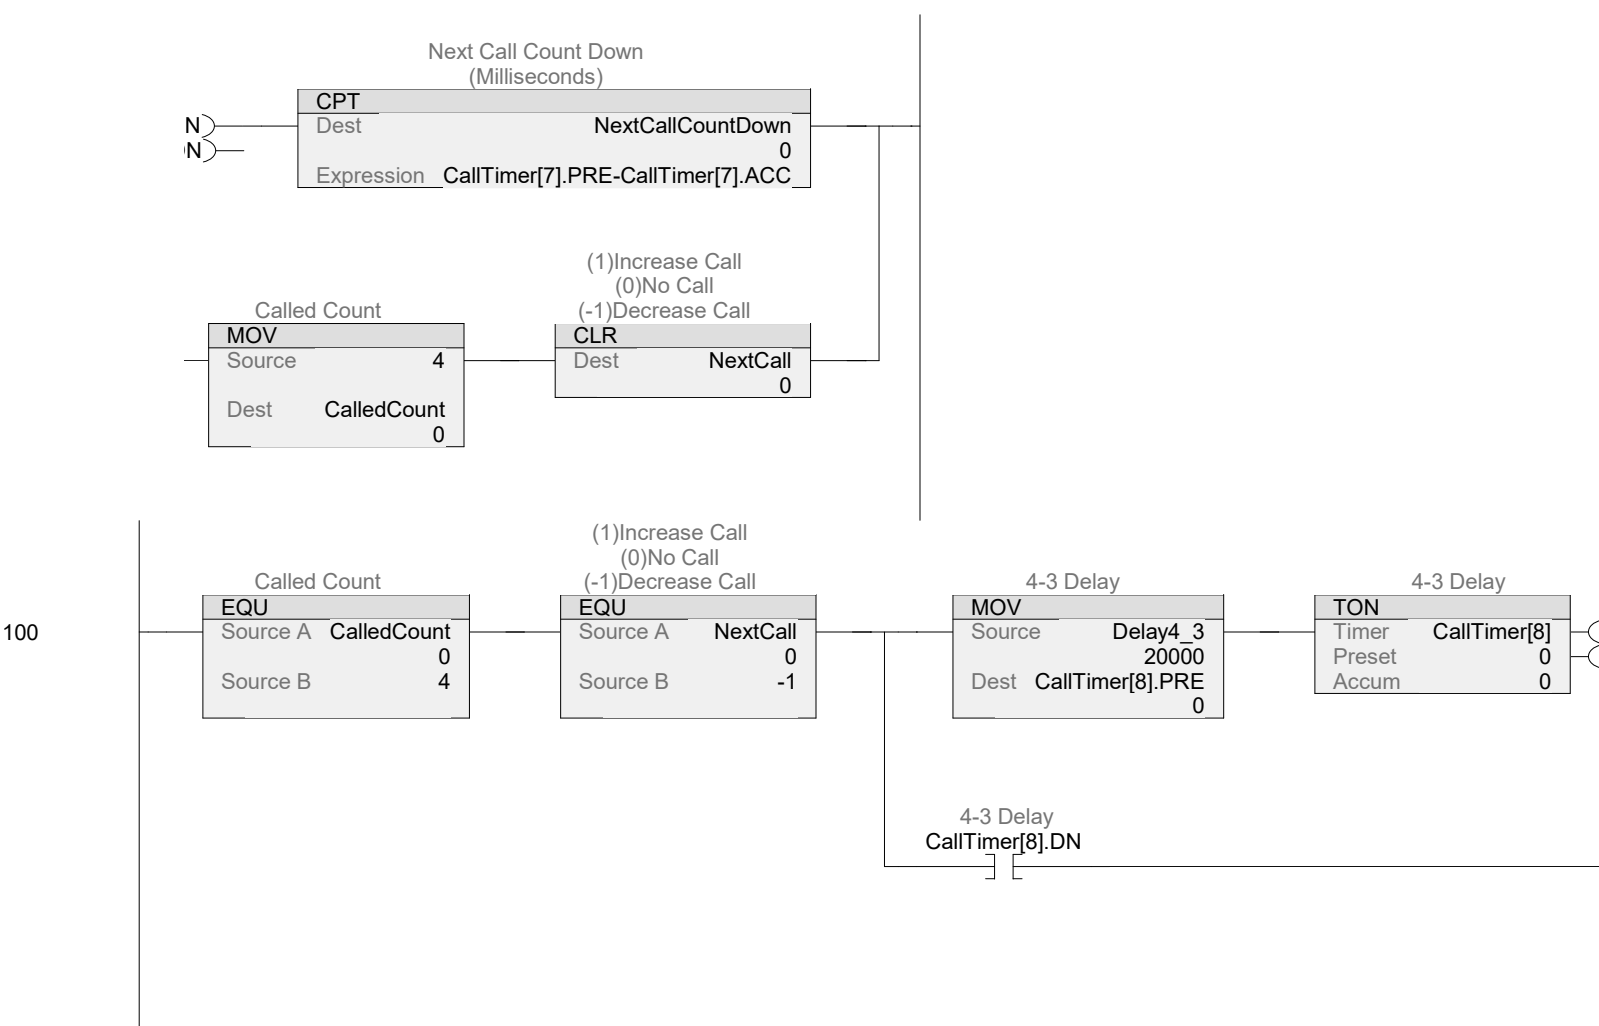 Next Call Count Down
(Milliseconds)
CPT
N
Dest NextCallCountDown
N
0
Expression CallTimer[7].PRE-CallTimer[7].ACC
(1)Increase Call
(0)No Call
Called Count
(-1)Decrease Call
MOV
CLR
Source 4
Dest NextCall
0
Dest CalledCount
0
(1)Increase Call
(0)No Call
Called Count
(-1)Decrease Call
4-3 Delay
4-3 Delay
EQU
EQU
MOV
TON
100
Source A CalledCount
Source A NextCall
Source Delay4_3
Timer CallTimer[8]
0
0
20000
Preset 0
Source B 4
Source B -1
Dest CallTimer[8].PRE
Accum 0
0
4-3 Delay
CallTimer[8].DN